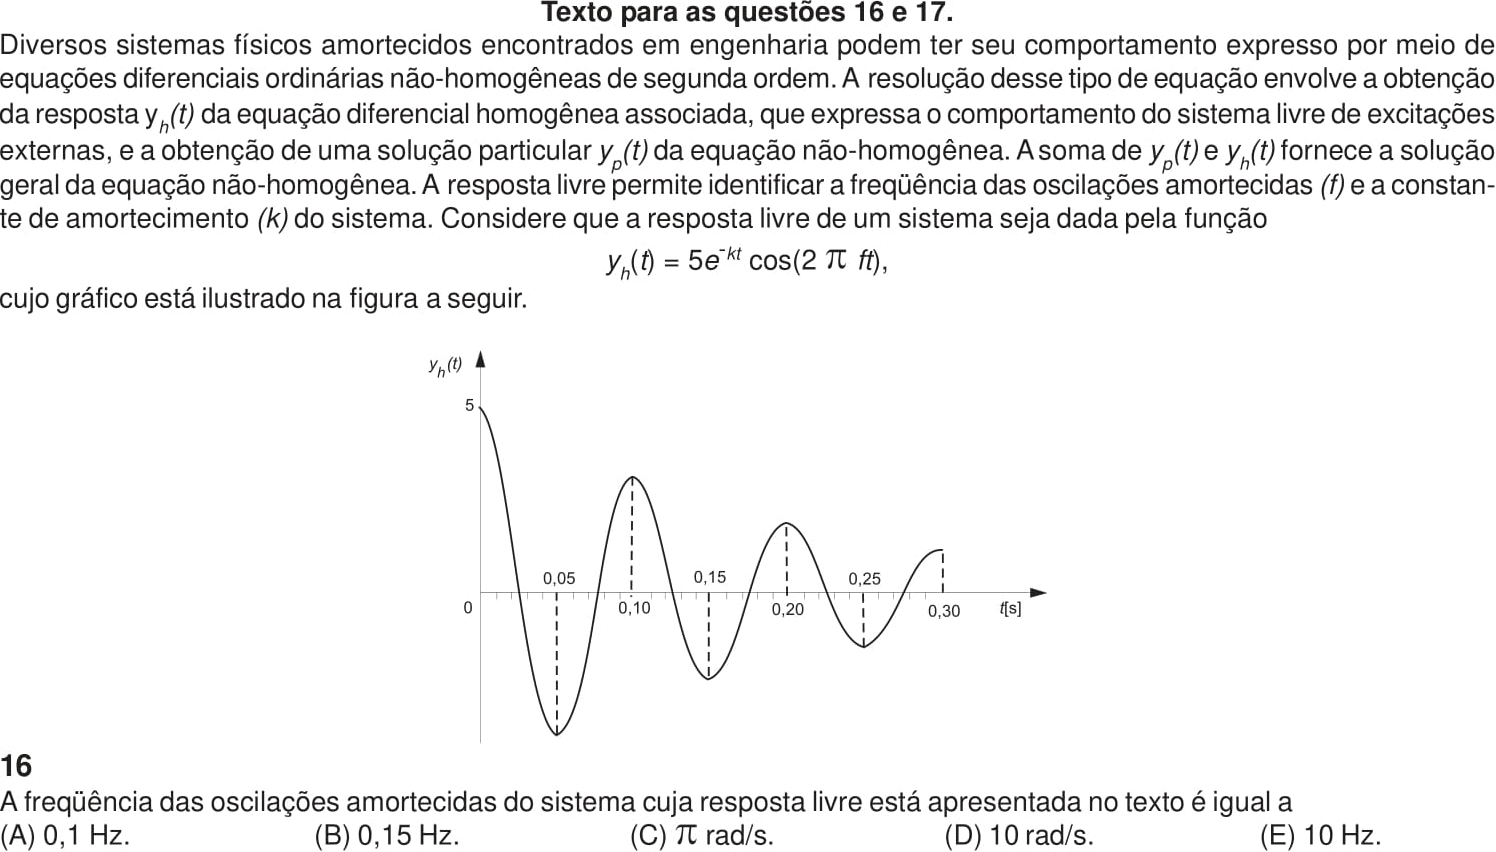 Texto para as questões 16 e 17.
Diversos sistemas físicos amortecidos encontrados em engenharia podem ter seu comportamento expresso por meio de
equações diferenciais ordinárias não-homogêneas de segunda ordem. A resolução desse tipo de equação envolve a obtenção
da resposta y_h(t) da equação diferencial homogênea associada, que expressa o comportamento do sistema livre de excitações
externas, e a obtenção de uma solução particular y_p(t) da equação não-homogênea. A soma de y_p(t) e y_h(t) fornece a solução
geral da equação não-homogênea. A resposta livre permite identificar a freqüência das oscilações amortecidas (f) e a constan-
te de amortecimento (k) do sistema. Considere que a resposta livre de um sistema seja dada pela função
y_h(t) = 5e^-kt cos(2 π ft),
cujo gráfico está ilustrado na figura a seguir.
y_h(t)
5
0,05 0,15 0,25
0 0,10 0,20 0,30 t[s]
16
A freqüência das oscilações amortecidas do sistema cuja resposta livre está apresentada no texto é igual a
(A) 0,1 Hz. (B) 0,15 Hz. (C) π rad/s. (D) 10 rad/s. (E) 10 Hz.